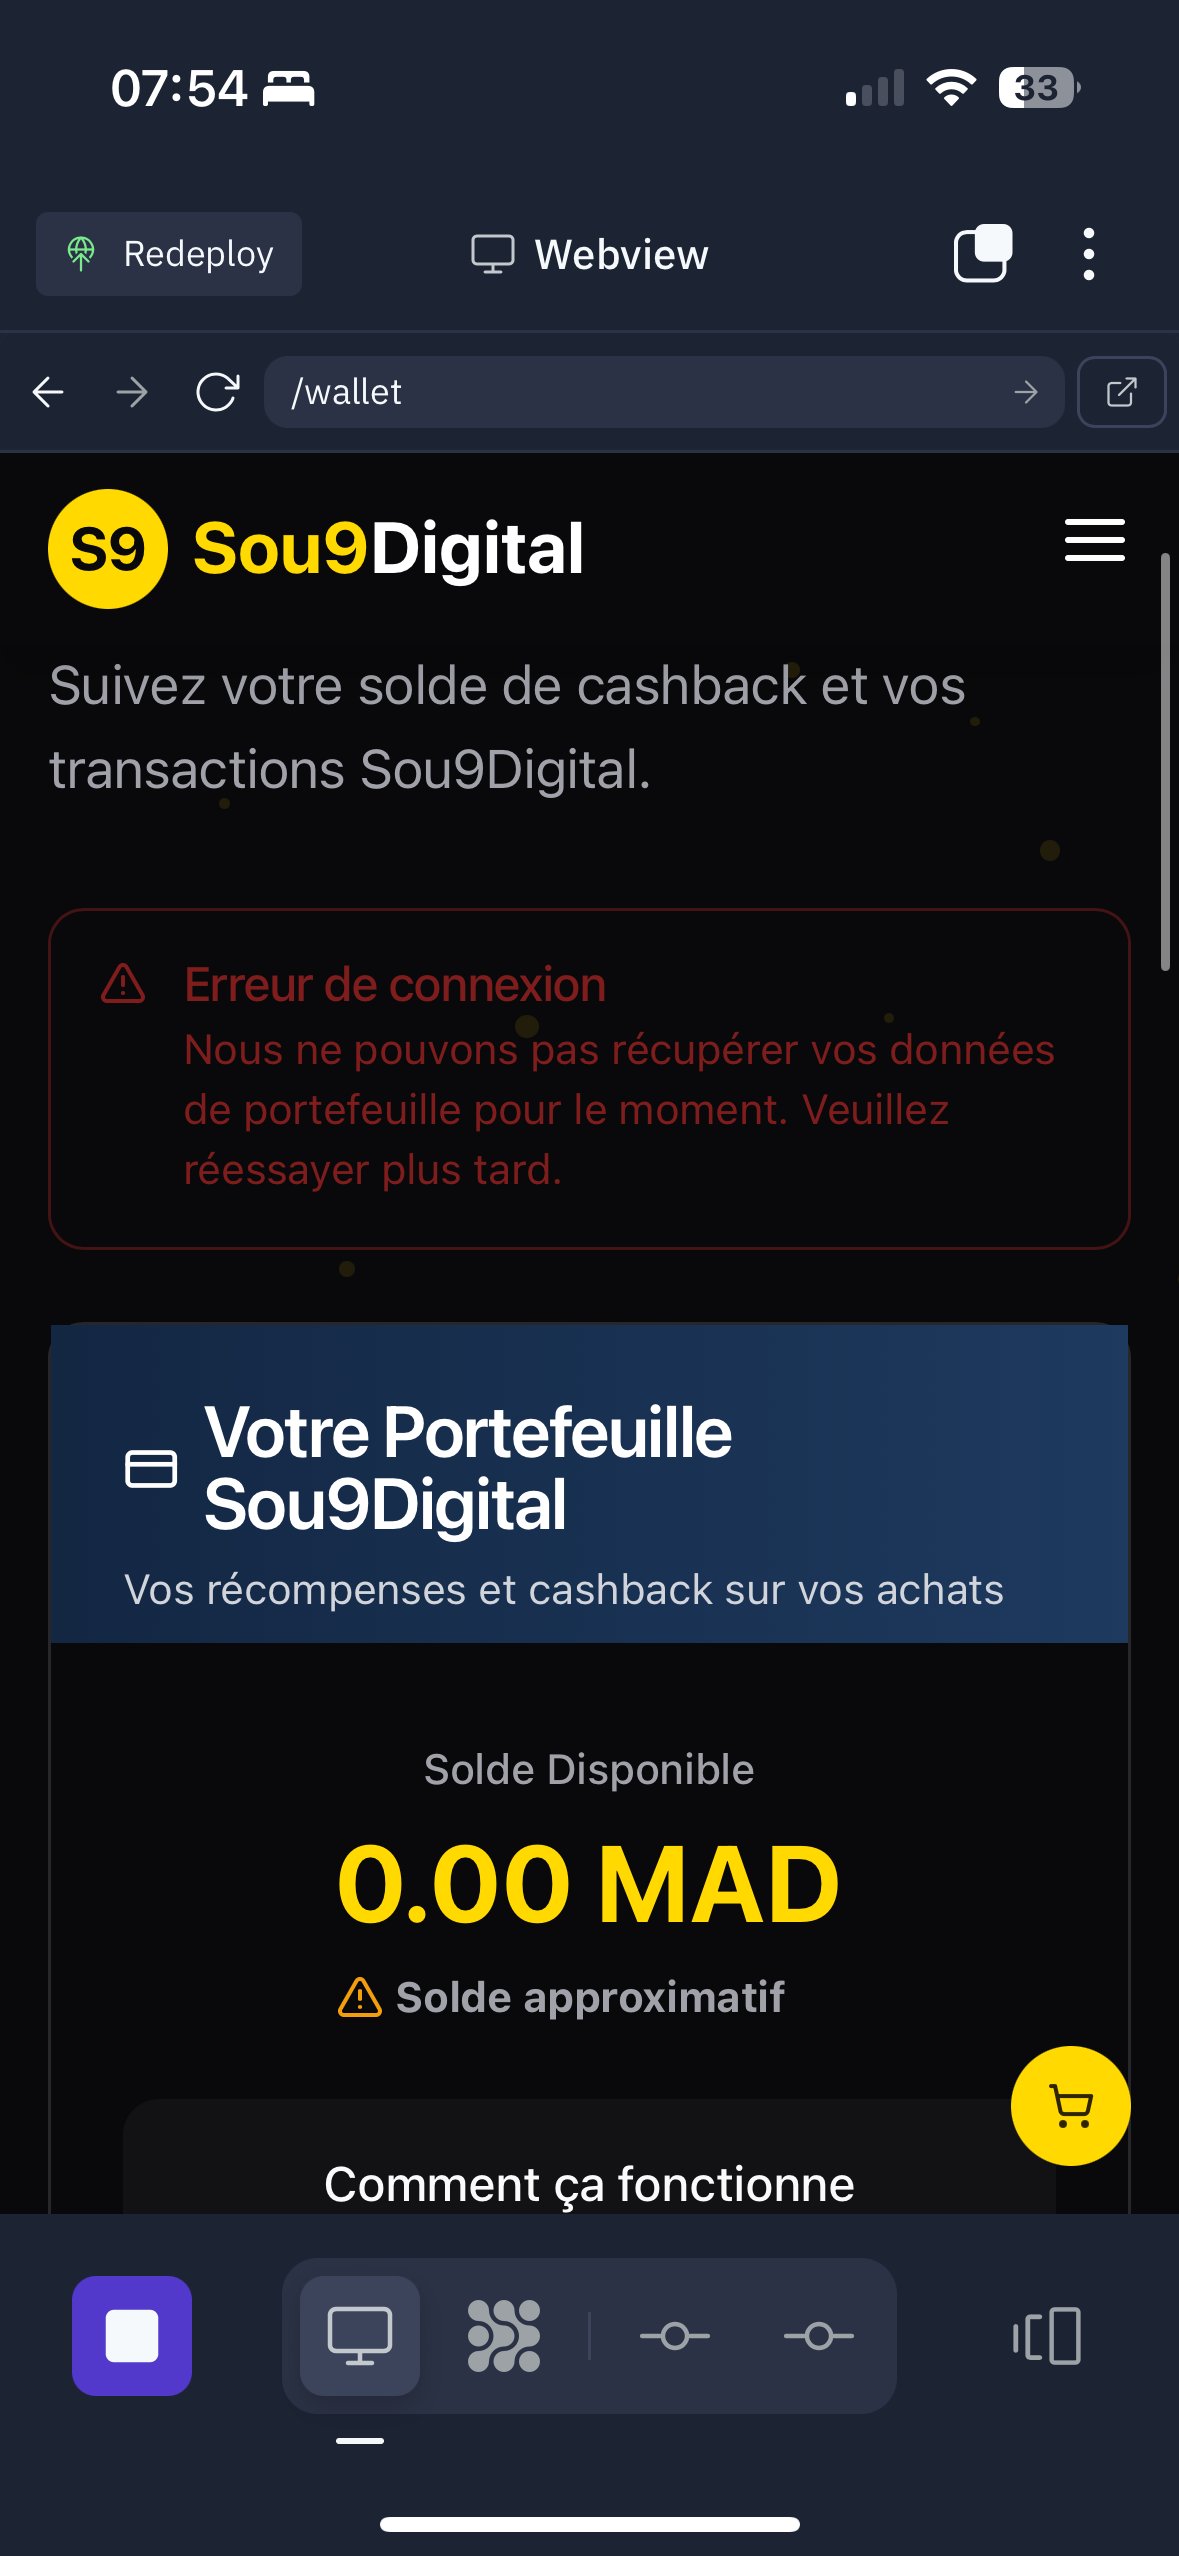 07:54
33
Redeploy
Webview
/wallet
S9 Sou9Digital
Suivez votre solde de cashback et vos
transactions Sou9Digital.
Erreur de connexion
Nous ne pouvons pas récupérer vos données
de portefeuille pour le moment. Veuillez
réessayer plus tard.
Votre Portefeuille
Sou9Digital
Vos récompenses et cashback sur vos achats
Solde Disponible
0.00 MAD
Solde approximatif
Comment ça fonctionne